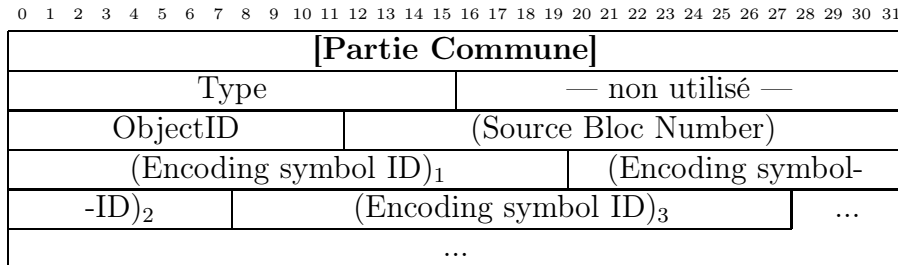 0 1 2 3 4 5 6 7 8 9 10 11 12 13 14 15 16 17 18 19 20 21 22 23 24 25 26 27 28 29 30 31
[Partie Commune]
Type — non utilisé —
ObjectID (Source Bloc Number)
(Encoding symbol ID)₁ (Encoding symbol-
-ID)₂ (Encoding symbol ID)₃ ...
...